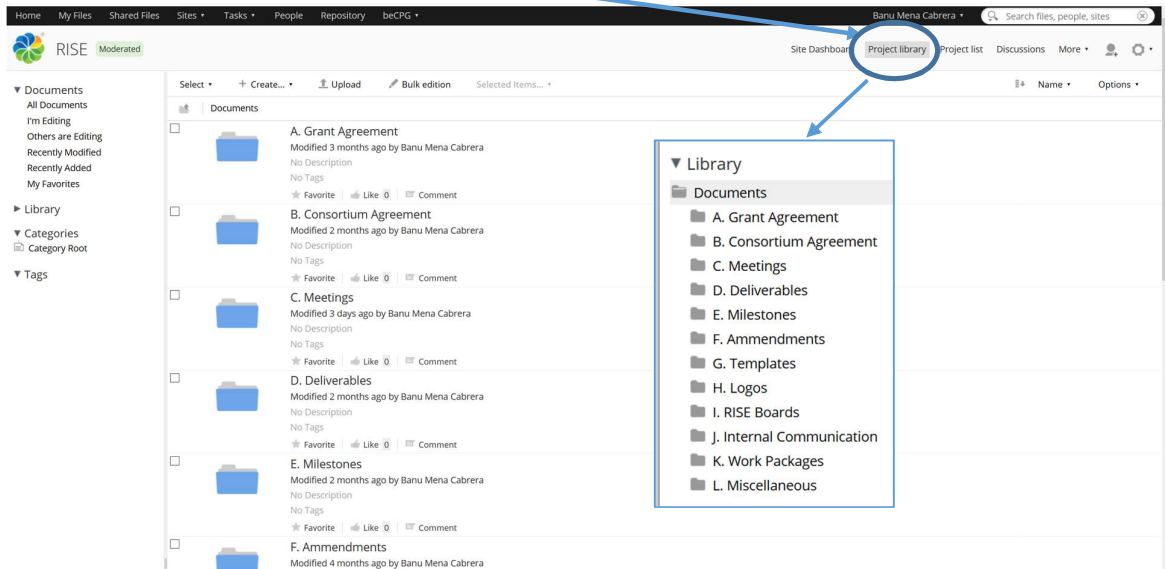 Home My Files Shared Files Sites Tasks People Repository beCPG Banu Mena Cabrera Search files, people, sites
RISE Moderated Site Dashboar Project library Project list Discussions More
Select + Create... Upload Bulk edition Selected Items... Name Options
Documents
▼ Documents
All Documents
I'm Editing
Others are Editing
Recently Modified
Recently Added
My Favorites
► Library
▼ Categories
Category Root
▼ Tags
A. Grant Agreement
Modified 3 months ago by Banu Mena Cabrera
No Description
No Tags
Favorite Like 0 Comment
B. Consortium Agreement
Modified 2 months ago by Banu Mena Cabrera
No Description
No Tags
Favorite Like 0 Comment
C. Meetings
Modified 3 days ago by Banu Mena Cabrera
No Description
No Tags
Favorite Like 0 Comment
D. Deliverables
Modified 2 months ago by Banu Mena Cabrera
No Description
No Tags
Favorite Like 0 Comment
E. Milestones
Modified 2 months ago by Banu Mena Cabrera
No Description
No Tags
Favorite Like 0 Comment
F. Ammendments
Modified 4 months ago by Banu Mena Cabrera
▼ Library
Documents
A. Grant Agreement
B. Consortium Agreement
C. Meetings
D. Deliverables
E. Milestones
F. Ammendments
G. Templates
H. Logos
I. RISE Boards
J. Internal Communication
K. Work Packages
L. Miscellaneous